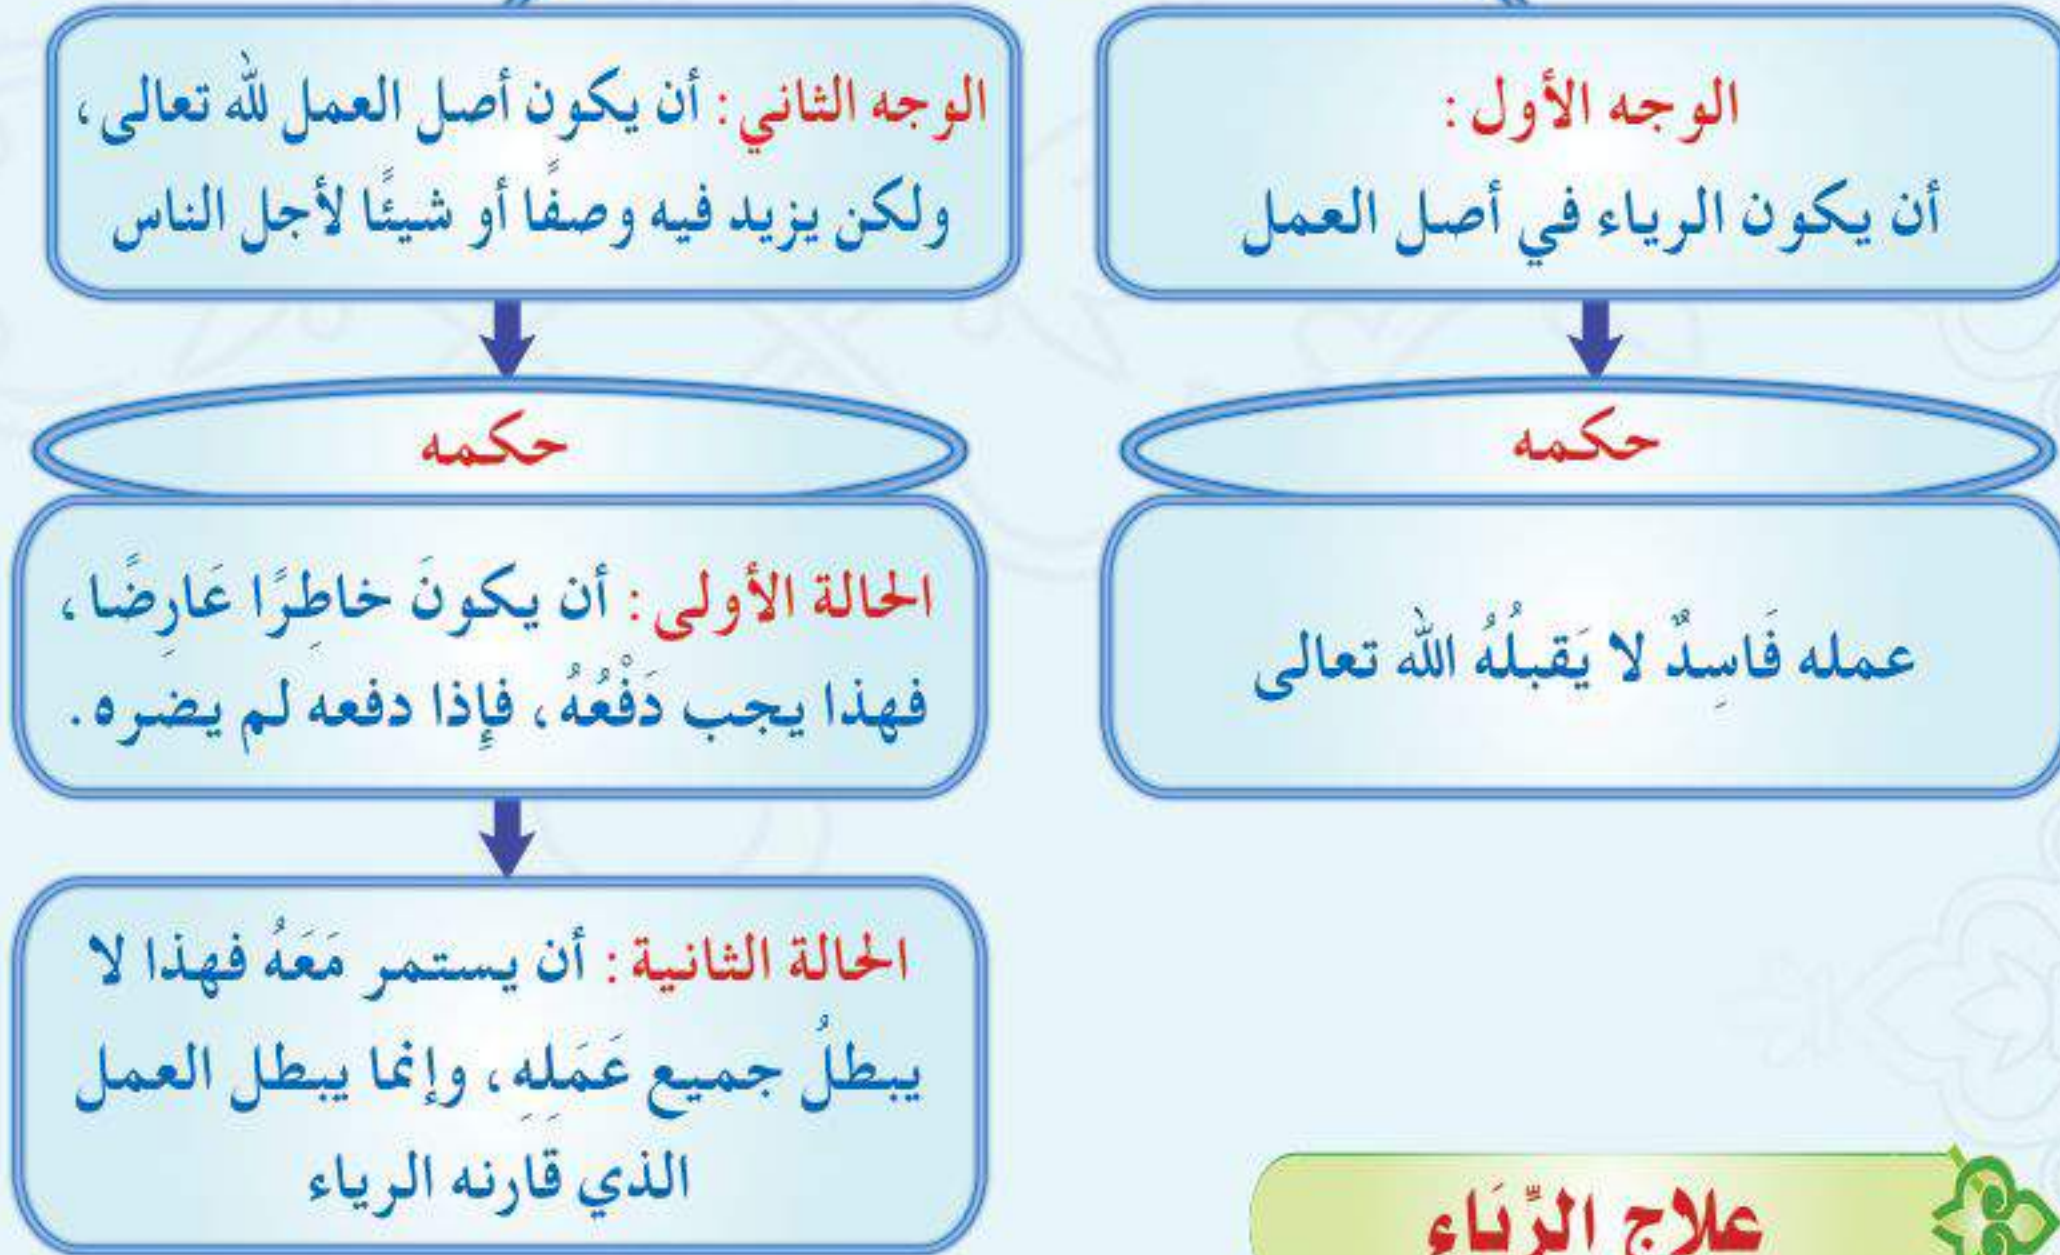 الوجه الأول:
أن يكون الرياء في أصل العمل
حكمه
عمله فَاسِدٌ لا يَقبلُهُ الله تعالى
الوجه الثاني: أن يكون أصل العمل لله تعالى،
ولكن يزيد فيه وصفًا أو شيئًا لأجل الناس
حكمه
الحالة الأولى: أن يكونَ خاطِرًا عَارِضًا،
فهذا يجب دَفْعُهُ، فإِذا دفعه لم يضره.
الحالة الثانية: أن يستمر مَعَهُ فهذا لا
يبطلُ جميع عَمَلِهِ، وإنما يبطل العمل
الذي قَارنه الرياء
علاج الرِّيَاء